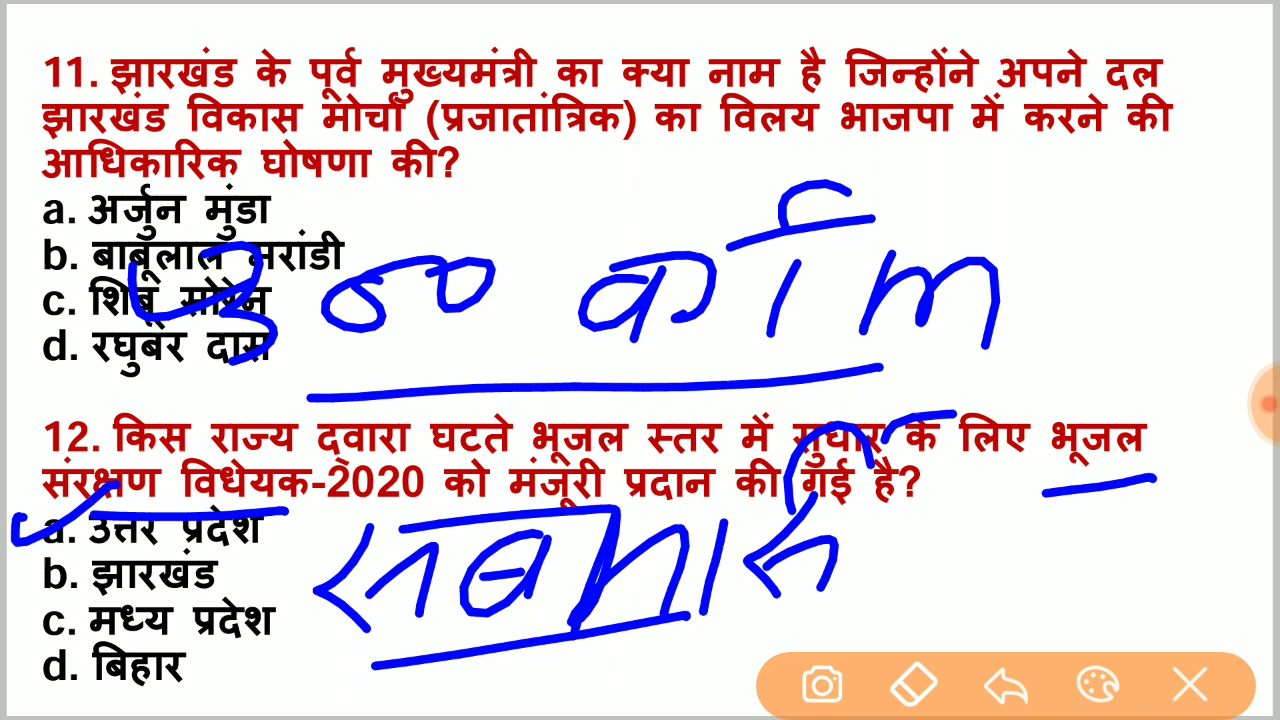 11. झारखंड के पूर्व मुख्यमंत्री का क्या नाम है जिन्होंने अपने दल
झारखंड विकास मोर्चा (प्रजातांत्रिक) का विलय भाजपा में करने की
आधिकारिक घोषणा की?
a. अर्जुन मुंडा
b. बाबूलाल मरांडी
c. शिबू सोरेन
d. रघुबर दास
12. किस राज्य द्वारा घटते भूजल स्तर में सुधार के लिए भूजल
संरक्षण विधेयक-2020 को मंजूरी प्रदान की गई है?
a. उत्तर प्रदेश
b. झारखंड
c. मध्य प्रदेश
d. बिहार